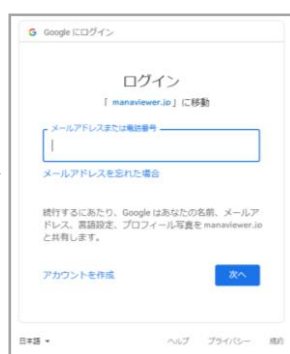 Google にログイン
ログイン
「 manaviewer.jp 」に移動
メールアドレスまたは電話番号
メールアドレスを忘れた場合
続行するにあたり、Google はあなたの名前、メールア
ドレス、言語設定、プロフィール写真を manaviewer.jp
と共有します。
アカウントを作成
次へ
日本語
ヘルプ プライバシー 規約